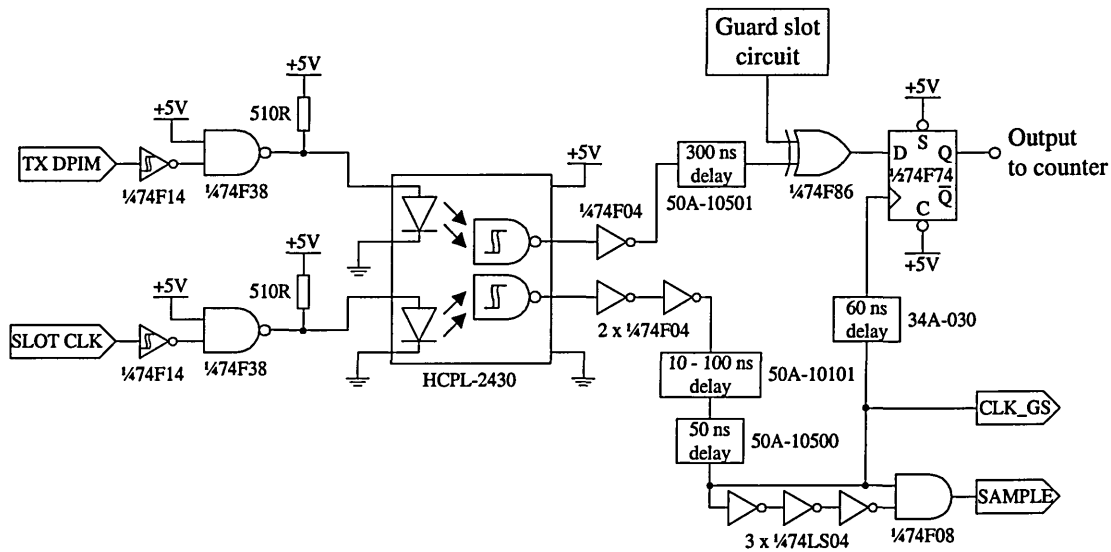 Guard slot
circuit
+5V
510R
+5V
TX DPIM
¼74F14
¼74F38
+5V
300 ns
delay
50A-10501
¼74F04
¼74F86
+5V
S
D
Q
½74F74
Q̅
C
+5V
Output
to counter
+5V
510R
+5V
SLOT CLK
¼74F14
¼74F38
HCPL-2430
2 x ¼74F04
60 ns
delay
34A-030
10 - 100 ns
delay
50A-10101
CLK_GS
50 ns
delay
50A-10500
SAMPLE
3 x ¼74LS04
¼74F08